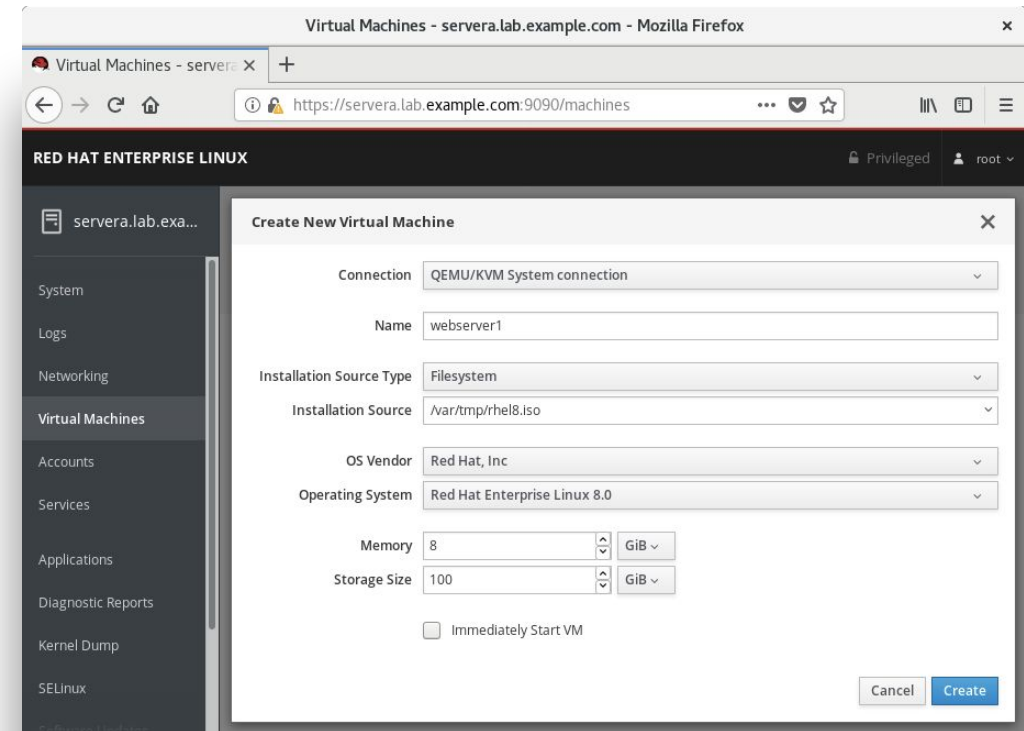 Virtual Machines - servera.lab.example.com - Mozilla Firefox
Virtual Machines - server
https://servera.lab.example.com:9090/machines
RED HAT ENTERPRISE LINUX
Privileged
root
servera.lab.exa...
System
Logs
Networking
Virtual Machines
Accounts
Services
Applications
Diagnostic Reports
Kernel Dump
SELinux
Create New Virtual Machine
Connection QEMU/KVM System connection
Name webserver1
Installation Source Type Filesystem
Installation Source /var/tmp/rhel8.iso
OS Vendor Red Hat, Inc
Operating System Red Hat Enterprise Linux 8.0
Memory 8 GiB
Storage Size 100 GiB
Immediately Start VM
Cancel Create